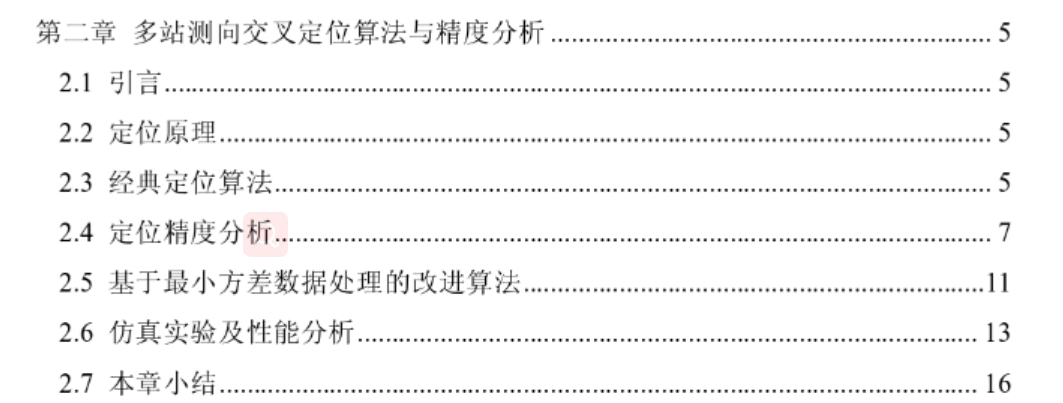 第二章 多站测向交叉定位算法与精度分析 ........................................ 5
2.1 引言 ........................................ 5
2.2 定位原理 ........................................ 5
2.3 经典定位算法 ........................................ 5
2.4 定位精度分析 ........................................ 7
2.5 基于最小方差数据处理的改进算法 ........................................ 11
2.6 仿真实验及性能分析 ........................................ 13
2.7 本章小结 ........................................ 16